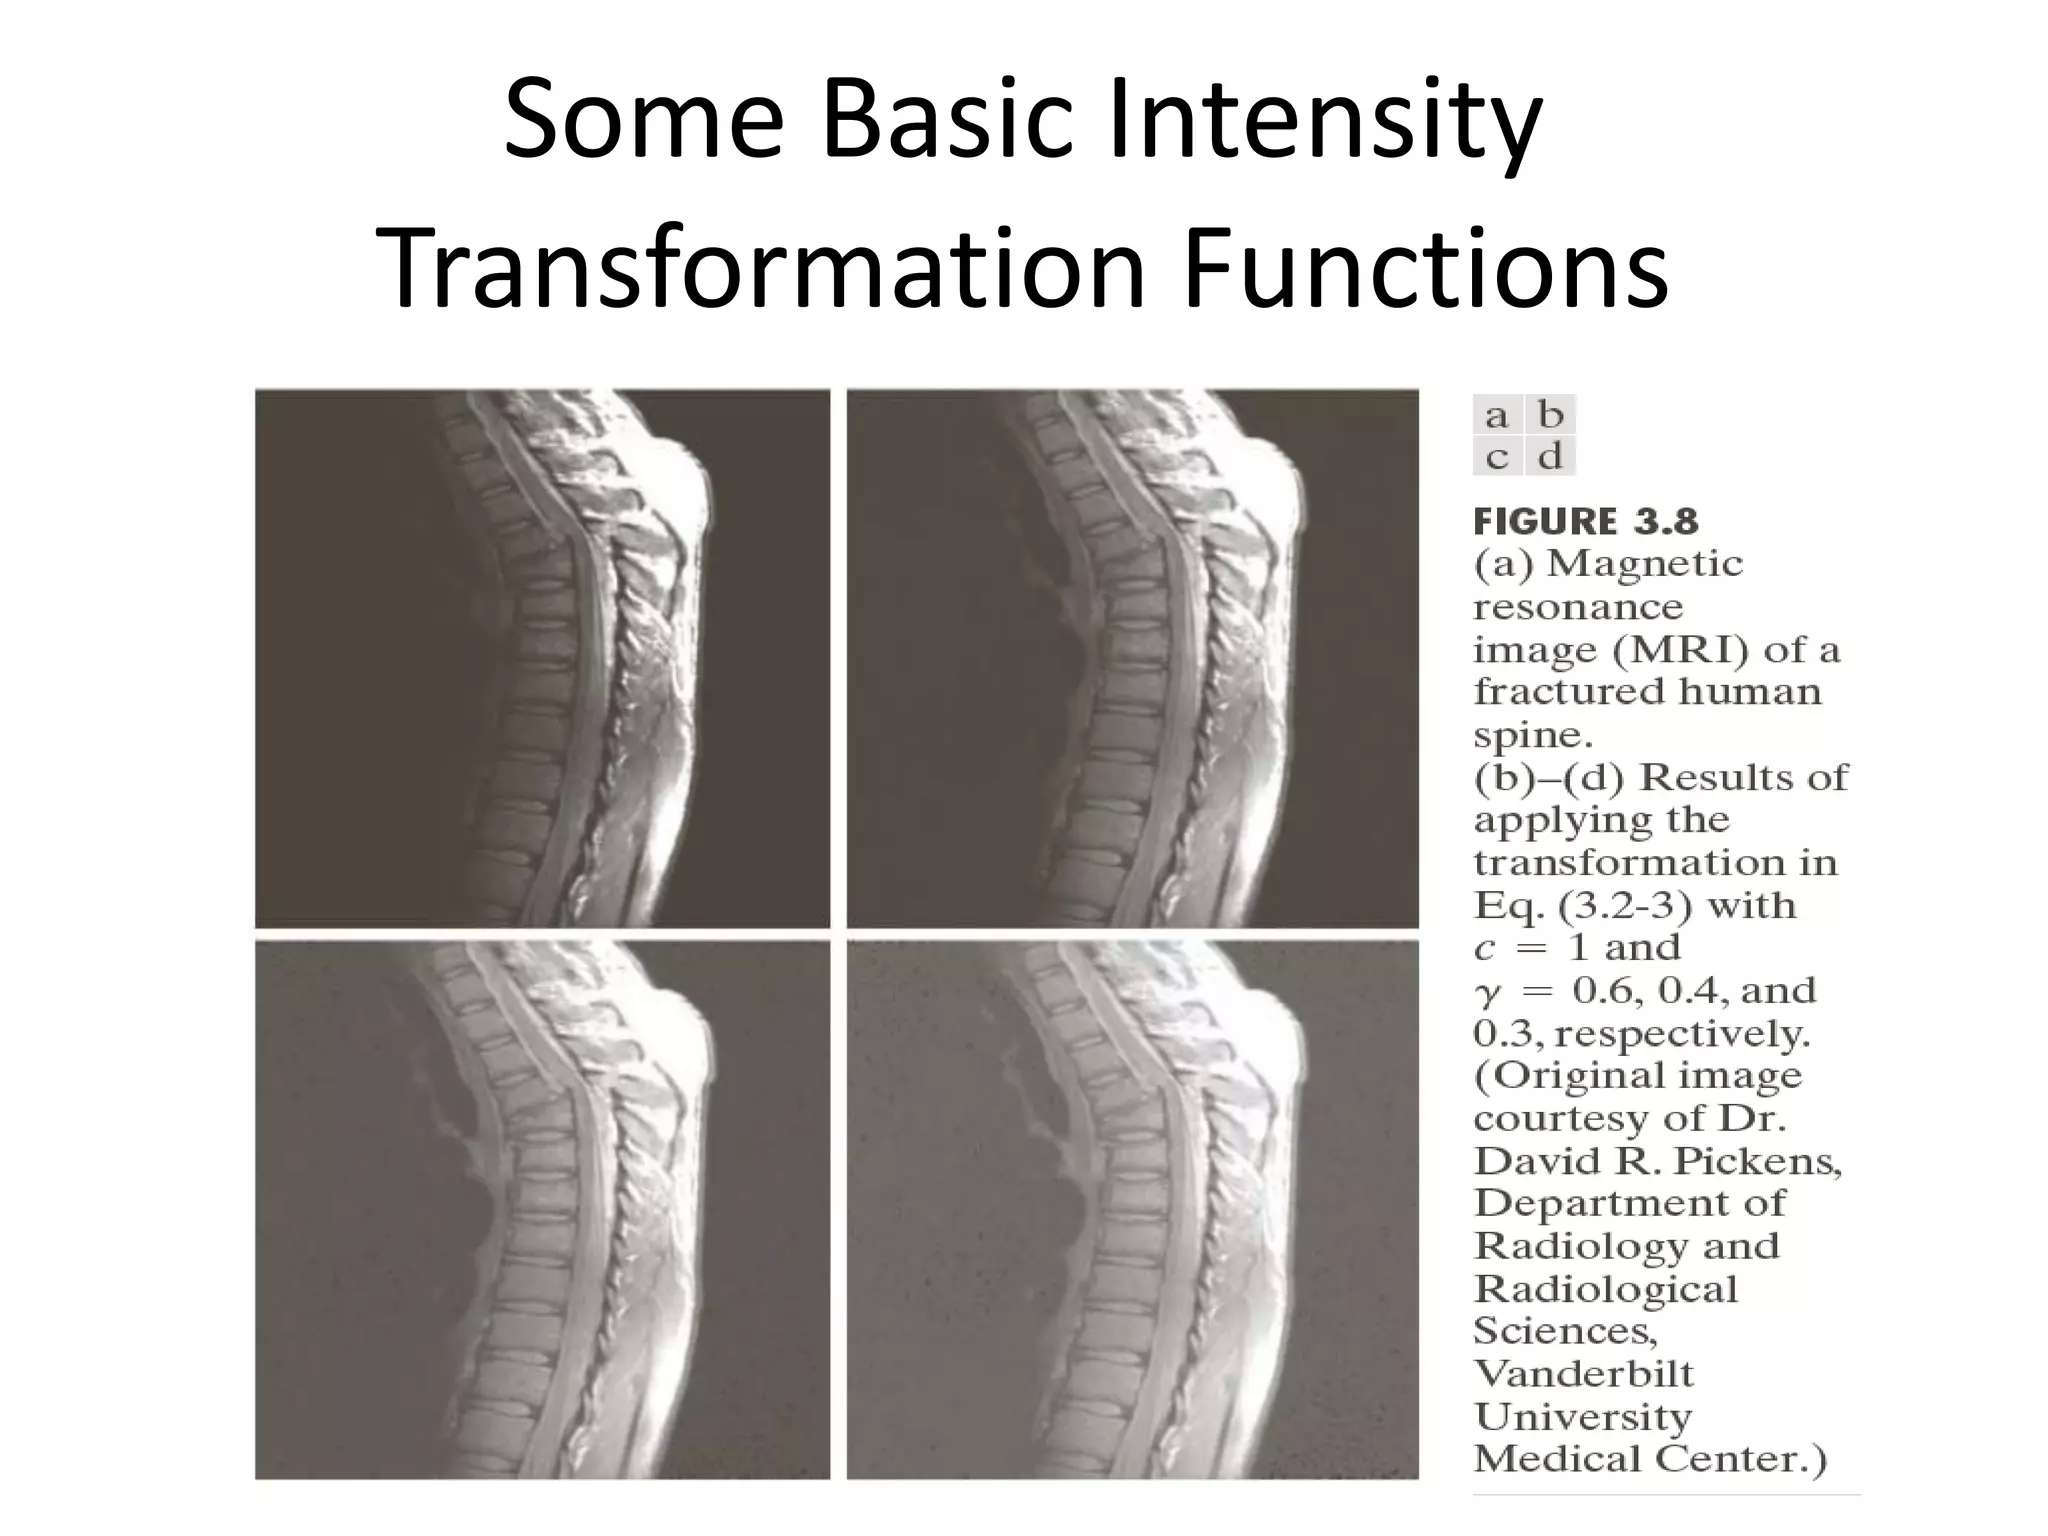 Some Basic Intensity
Transformation Functions
a b
c d
FIGURE 3.8
(a) Magnetic
resonance
image (MRI) of a
fractured human
spine.
(b)–(d) Results of
applying the
transformation in
Eq. (3.2-3) with
c = 1 and
γ = 0.6, 0.4, and
0.3, respectively.
(Original image
courtesy of Dr.
David R. Pickens,
Department of
Radiology and
Radiological
Sciences,
Vanderbilt
University
Medical Center.)